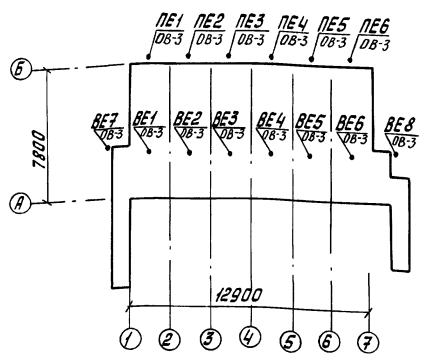 ПЕ1 ПЕ2 ПЕ3 ПЕ4 ПЕ5 ПЕ6
ОВ-3 ОВ-3 ОВ-3 ОВ-3 ОВ-3 ОВ-3
Б
ВЕ7 ВЕ1 ВЕ2 ВЕ3 ВЕ4 ВЕ5 ВЕ6 ВЕ8
ОВ-3 ОВ-3 ОВ-3 ОВ-3 ОВ-3 ОВ-3 ОВ-3 ОВ-3
7800
А
12900
1 2 3 4 5 6 7